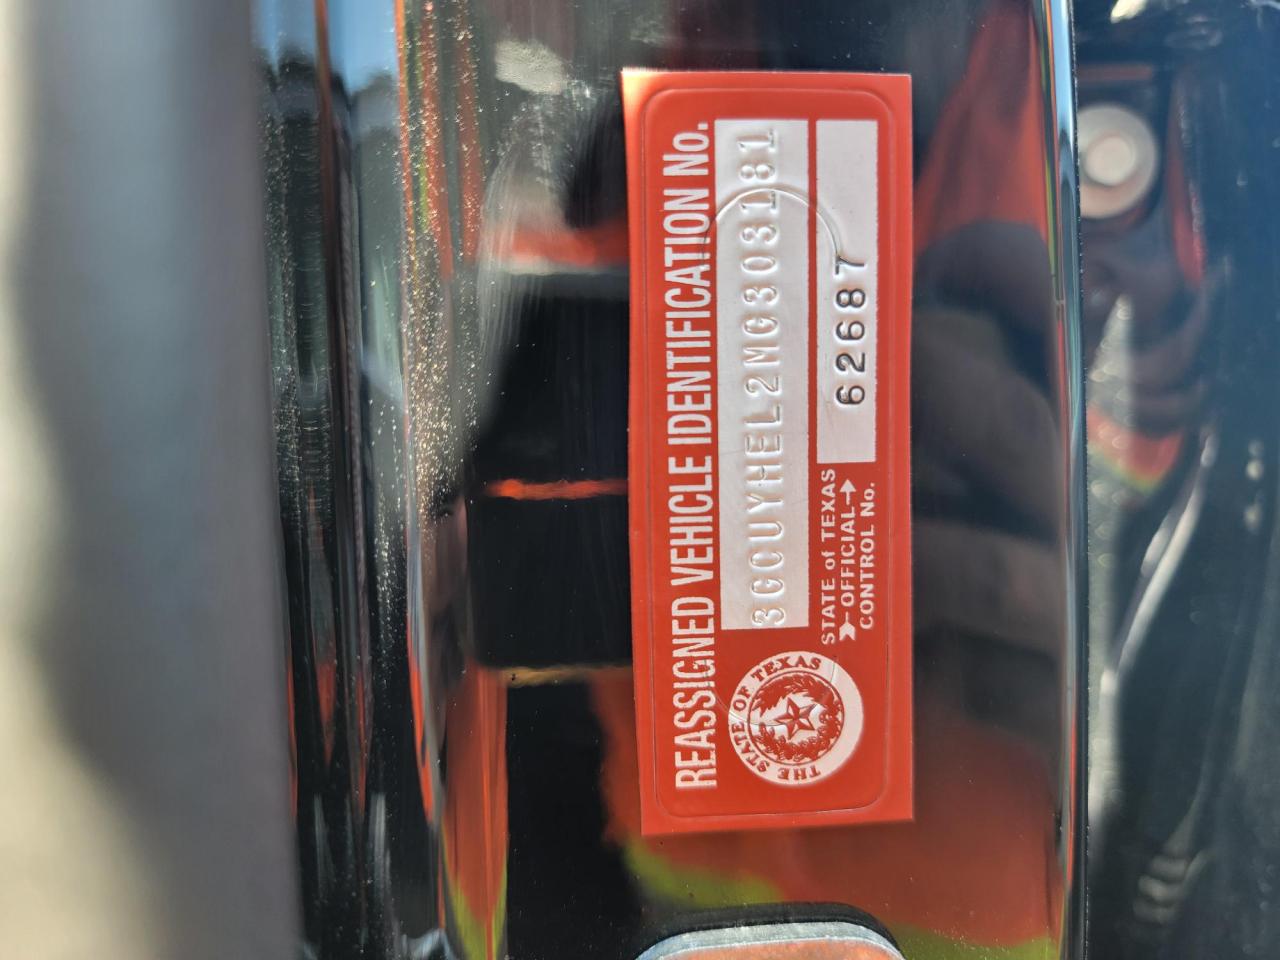 REASSIGNED VEHICLE IDENTIFICATION No.
3GCUYHEL2MG303181
THE STATE OF TEXAS
STATE of TEXAS
OFFICIAL→
CONTROL No.
62687